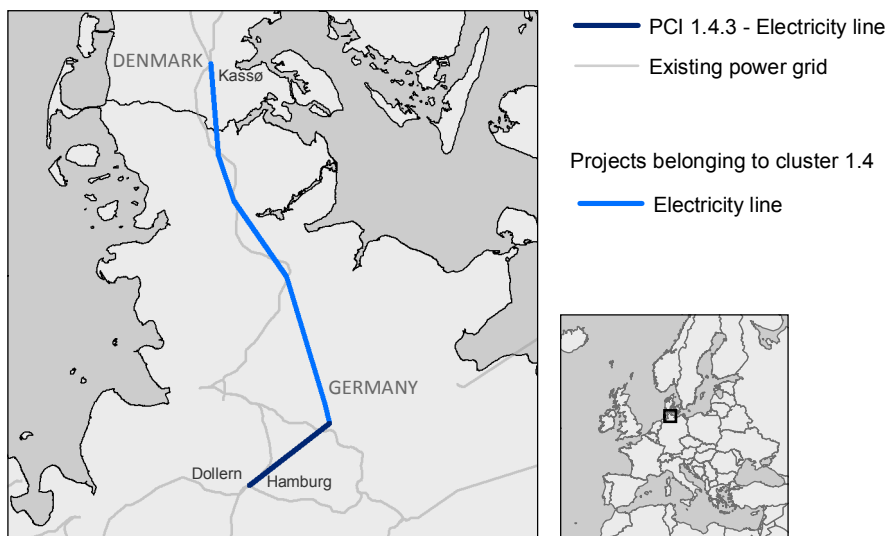 DENMARK
Kassø
GERMANY
Dollern
Hamburg
PCI 1.4.3 - Electricity line
Existing power grid
Projects belonging to cluster 1.4
Electricity line